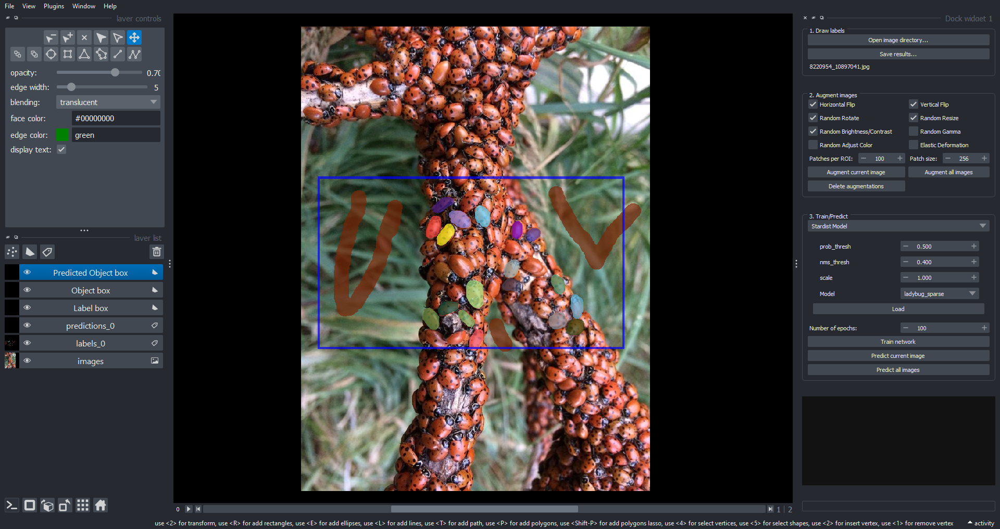 File View Plugins Window Help
layer controls
opacity: 0.70
edge width: 5
blending: translucent
face color: #00000000
edge color: green
display text:
layer list
Predicted Object box
Object box
Label box
predictions_0
labels_0
images
0
1 | 2
Dock widget 1
1. Draw labels
Open image directory...
Save results...
8220954_10897041.jpg
2. Augment images
Horizontal Flip Vertical Flip
Random Rotate Random Resize
Random Brightness/Contrast Random Gamma
Random Adjust Color Elastic Deformation
Patches per ROI: 100 Patch size: 256
Augment current image Augment all images
Delete augmentations
3. Train/Predict
Stardist Model
prob_thresh 0.500
nms_thresh 0.400
scale 1.000
Model ladybug_sparse
Load
Number of epochs: 100
Train network
Predict current image
Predict all images
use <2> for transform, use <R> for add rectangles, use <E> for add ellipses, use <L> for add lines, use <T> for add path, use <P> for add polygons, use <Shift-P> for add polygons lasso, use <4> for select vertices, use <5> for select shapes, use <2> for insert vertex, use <1> for remove vertex activity